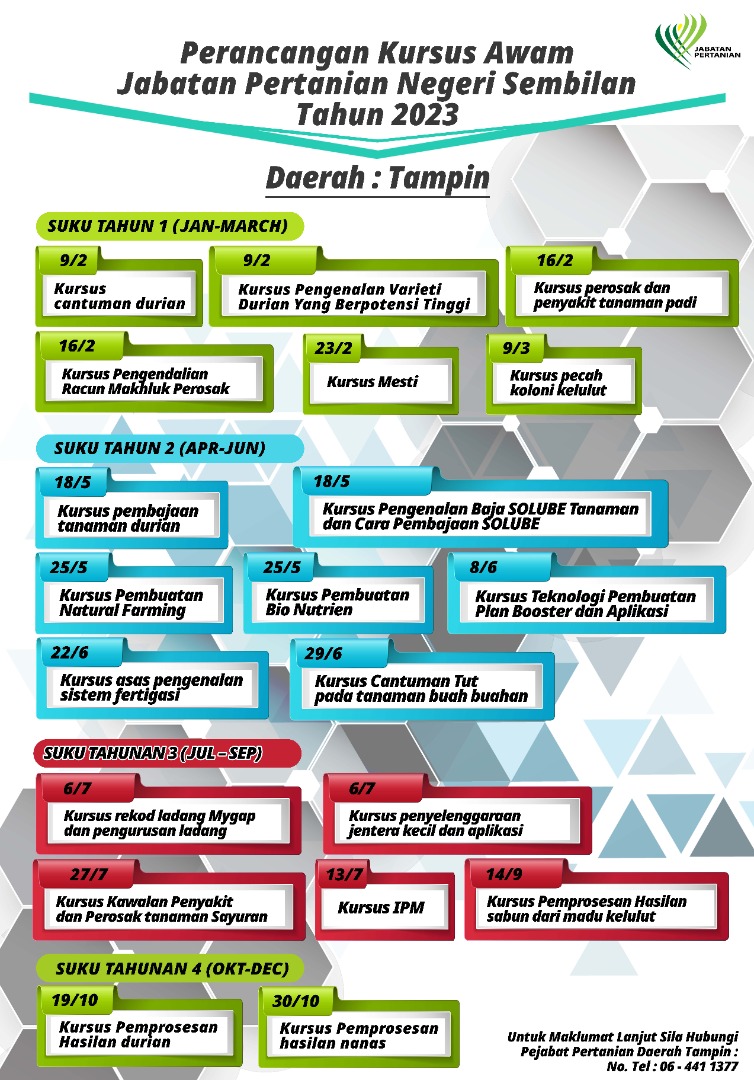 Perancangan Kursus Awam
Jabatan Pertanian Negeri Sembilan
Tahun 2023
JABATAN
PERTANIAN
Daerah : Tampin
SUKU TAHUN 1 (JAN-MARCH)
9/2
Kursus
cantuman durian
9/2
Kursus Pengenalan Varieti
Durian Yang Berpotensi Tinggi
16/2
Kursus perosak dan
penyakit tanaman padi
16/2
Kursus Pengendalian
Racun Makhluk Perosak
23/2
Kursus Mesti
9/3
Kursus pecah
koloni kelulut
SUKU TAHUN 2 (APR-JUN)
18/5
Kursus pembajaan
tanaman durian
18/5
Kursus Pengenalan Baja SOLUBE Tanaman
dan Cara Pembajaan SOLUBE
25/5
Kursus Pembuatan
Natural Farming
25/5
Kursus Pembuatan
Bio Nutrien
8/6
Kursus Teknologi Pembuatan
Plan Booster dan Aplikasi
22/6
Kursus asas pengenalan
sistem fertigasi
29/6
Kursus Cantuman Tut
pada tanaman buah buahan
SUKU TAHUNAN 3 (JUL – SEP)
6/7
Kursus rekod ladang Mygap
dan pengurusan ladang
6/7
Kursus penyelenggaraan
jentera kecil dan aplikasi
27/7
Kursus Kawalan Penyakit
dan Perosak tanaman Sayuran
13/7
Kursus IPM
14/9
Kursus Pemprosesan Hasilan
sabun dari madu kelulut
SUKU TAHUNAN 4 (OKT-DEC)
19/10
Kursus Pemprosesan
Hasilan durian
30/10
Kursus Pemprosesan
hasilan nanas
Untuk Maklumat Lanjut Sila Hubungi
Pejabat Pertanian Daerah Tampin :
No. Tel : 06 - 441 1377